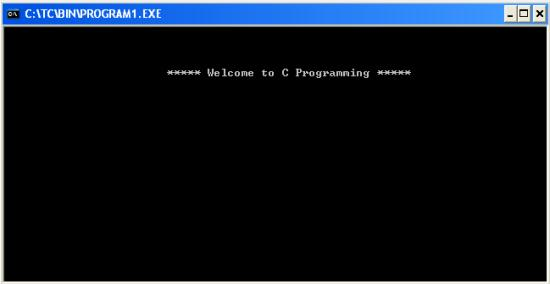 C:\TC\BIN\PROGRAM1.EXE
***** Welcome to C Programming *****